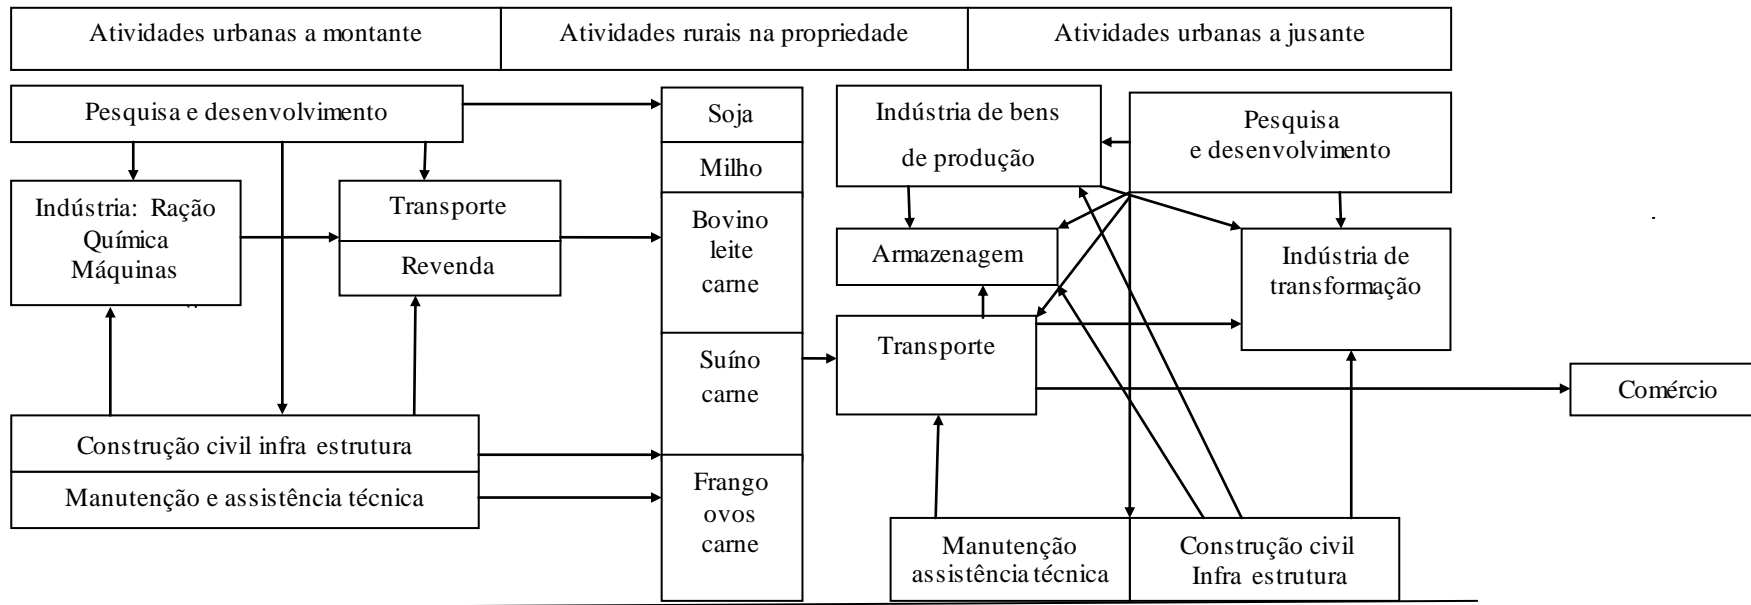 Atividades urbanas a montante
Atividades rurais na propriedade
Atividades urbanas a jusante
Pesquisa e desenvolvimento
Indústria: Ração
Química
Máquinas
Transporte
Revenda
Construção civil infra estrutura
Manutenção e assistência técnica
Soja
Milho
Bovino
leite
carne
Suíno
carne
Frango
ovos
carne
Indústria de bens
de produção
Pesquisa
e desenvolvimento
Armazenagem
Indústria de
transformação
Transporte
Comércio
Manutenção
assistência técnica
Construção civil
Infra estrutura